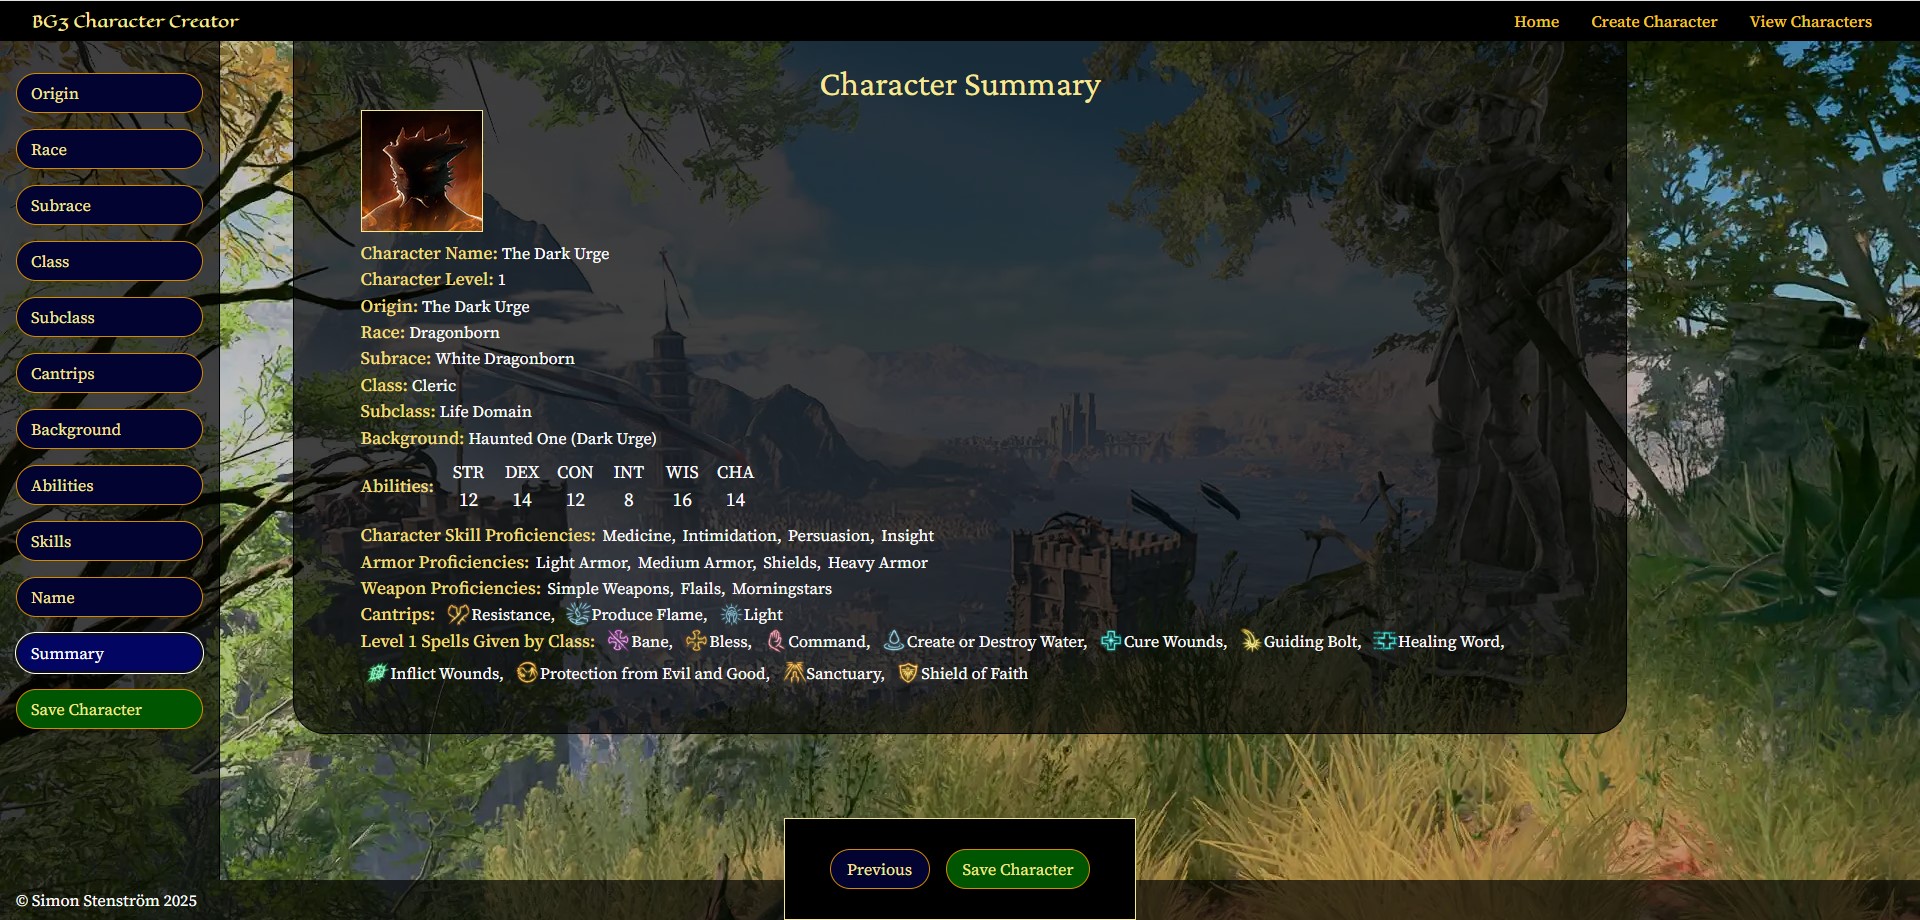 BG3 Character Creator
Home
Create Character
View Characters
Origin
Race
Subrace
Class
Subclass
Cantrips
Background
Abilities
Skills
Name
Summary
Save Character
Character Summary
Character Name: The Dark Urge
Character Level: 1
Origin: The Dark Urge
Race: Dragonborn
Subrace: White Dragonborn
Class: Cleric
Subclass: Life Domain
Background: Haunted One (Dark Urge)
STR DEX CON INT WIS CHA
Abilities:
12 14 12 8 16 14
Character Skill Proficiencies: Medicine, Intimidation, Persuasion, Insight
Armor Proficiencies: Light Armor, Medium Armor, Shields, Heavy Armor
Weapon Proficiencies: Simple Weapons, Flails, Morningstars
Cantrips: Resistance, Produce Flame, Light
Level 1 Spells Given by Class: Bane, Bless, Command, Create or Destroy Water, Cure Wounds, Guiding Bolt, Healing Word,
Inflict Wounds, Protection from Evil and Good, Sanctuary, Shield of Faith
Previous
Save Character
© Simon Stenström 2025